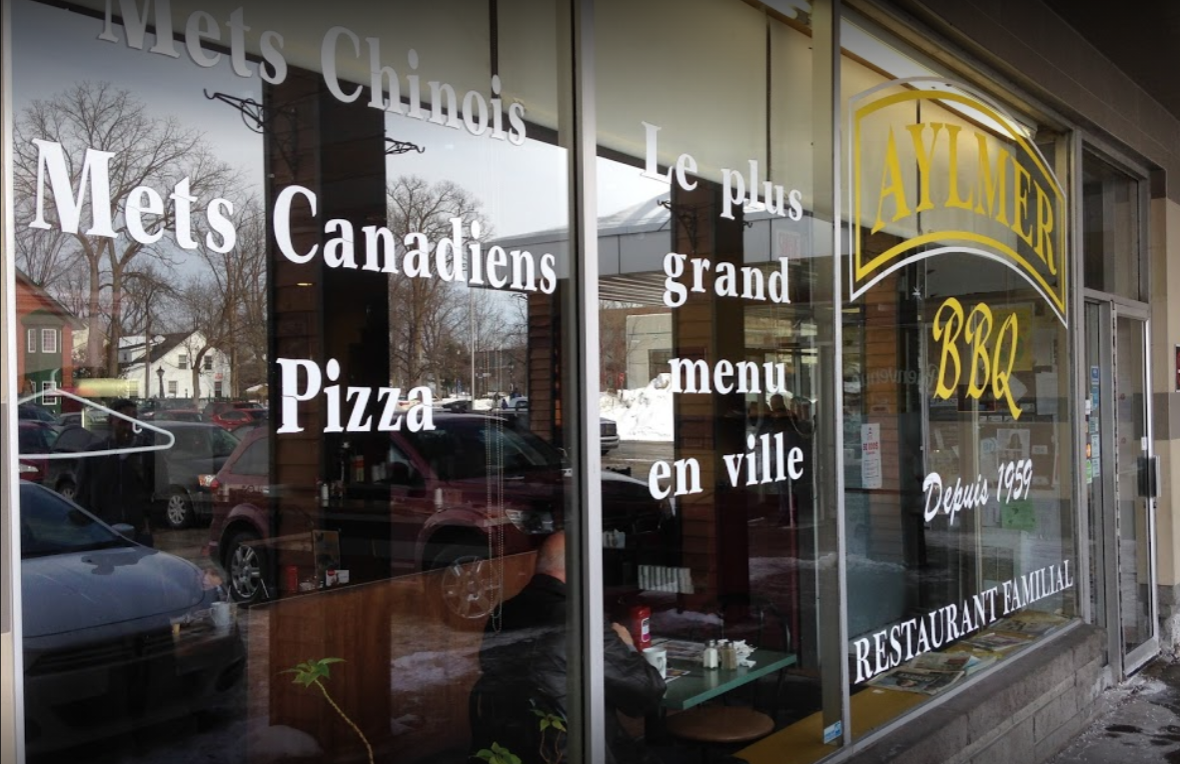 Mets Chinois
Mets Canadiens
Pizza
Le plus
grand
menu
en ville
AYLMER
BBQ
Depuis 1959
RESTAURANT FAMILIAL